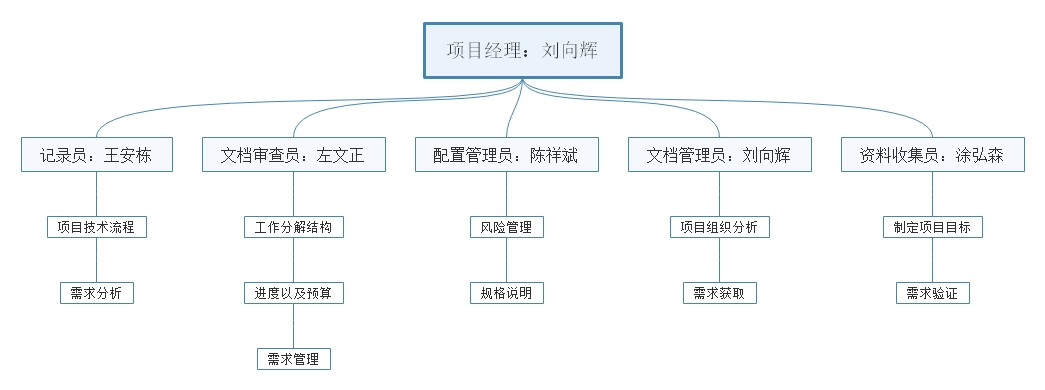 项目经理：刘向辉
记录员：王安栋
文档审查员：左文正
配置管理员：陈祥斌
文档管理员：刘向辉
资料收集员：涂弘森
项目技术流程
工作分解结构
风险管理
项目组织分析
制定项目目标
需求分析
进度以及预算
规格说明
需求获取
需求验证
需求管理